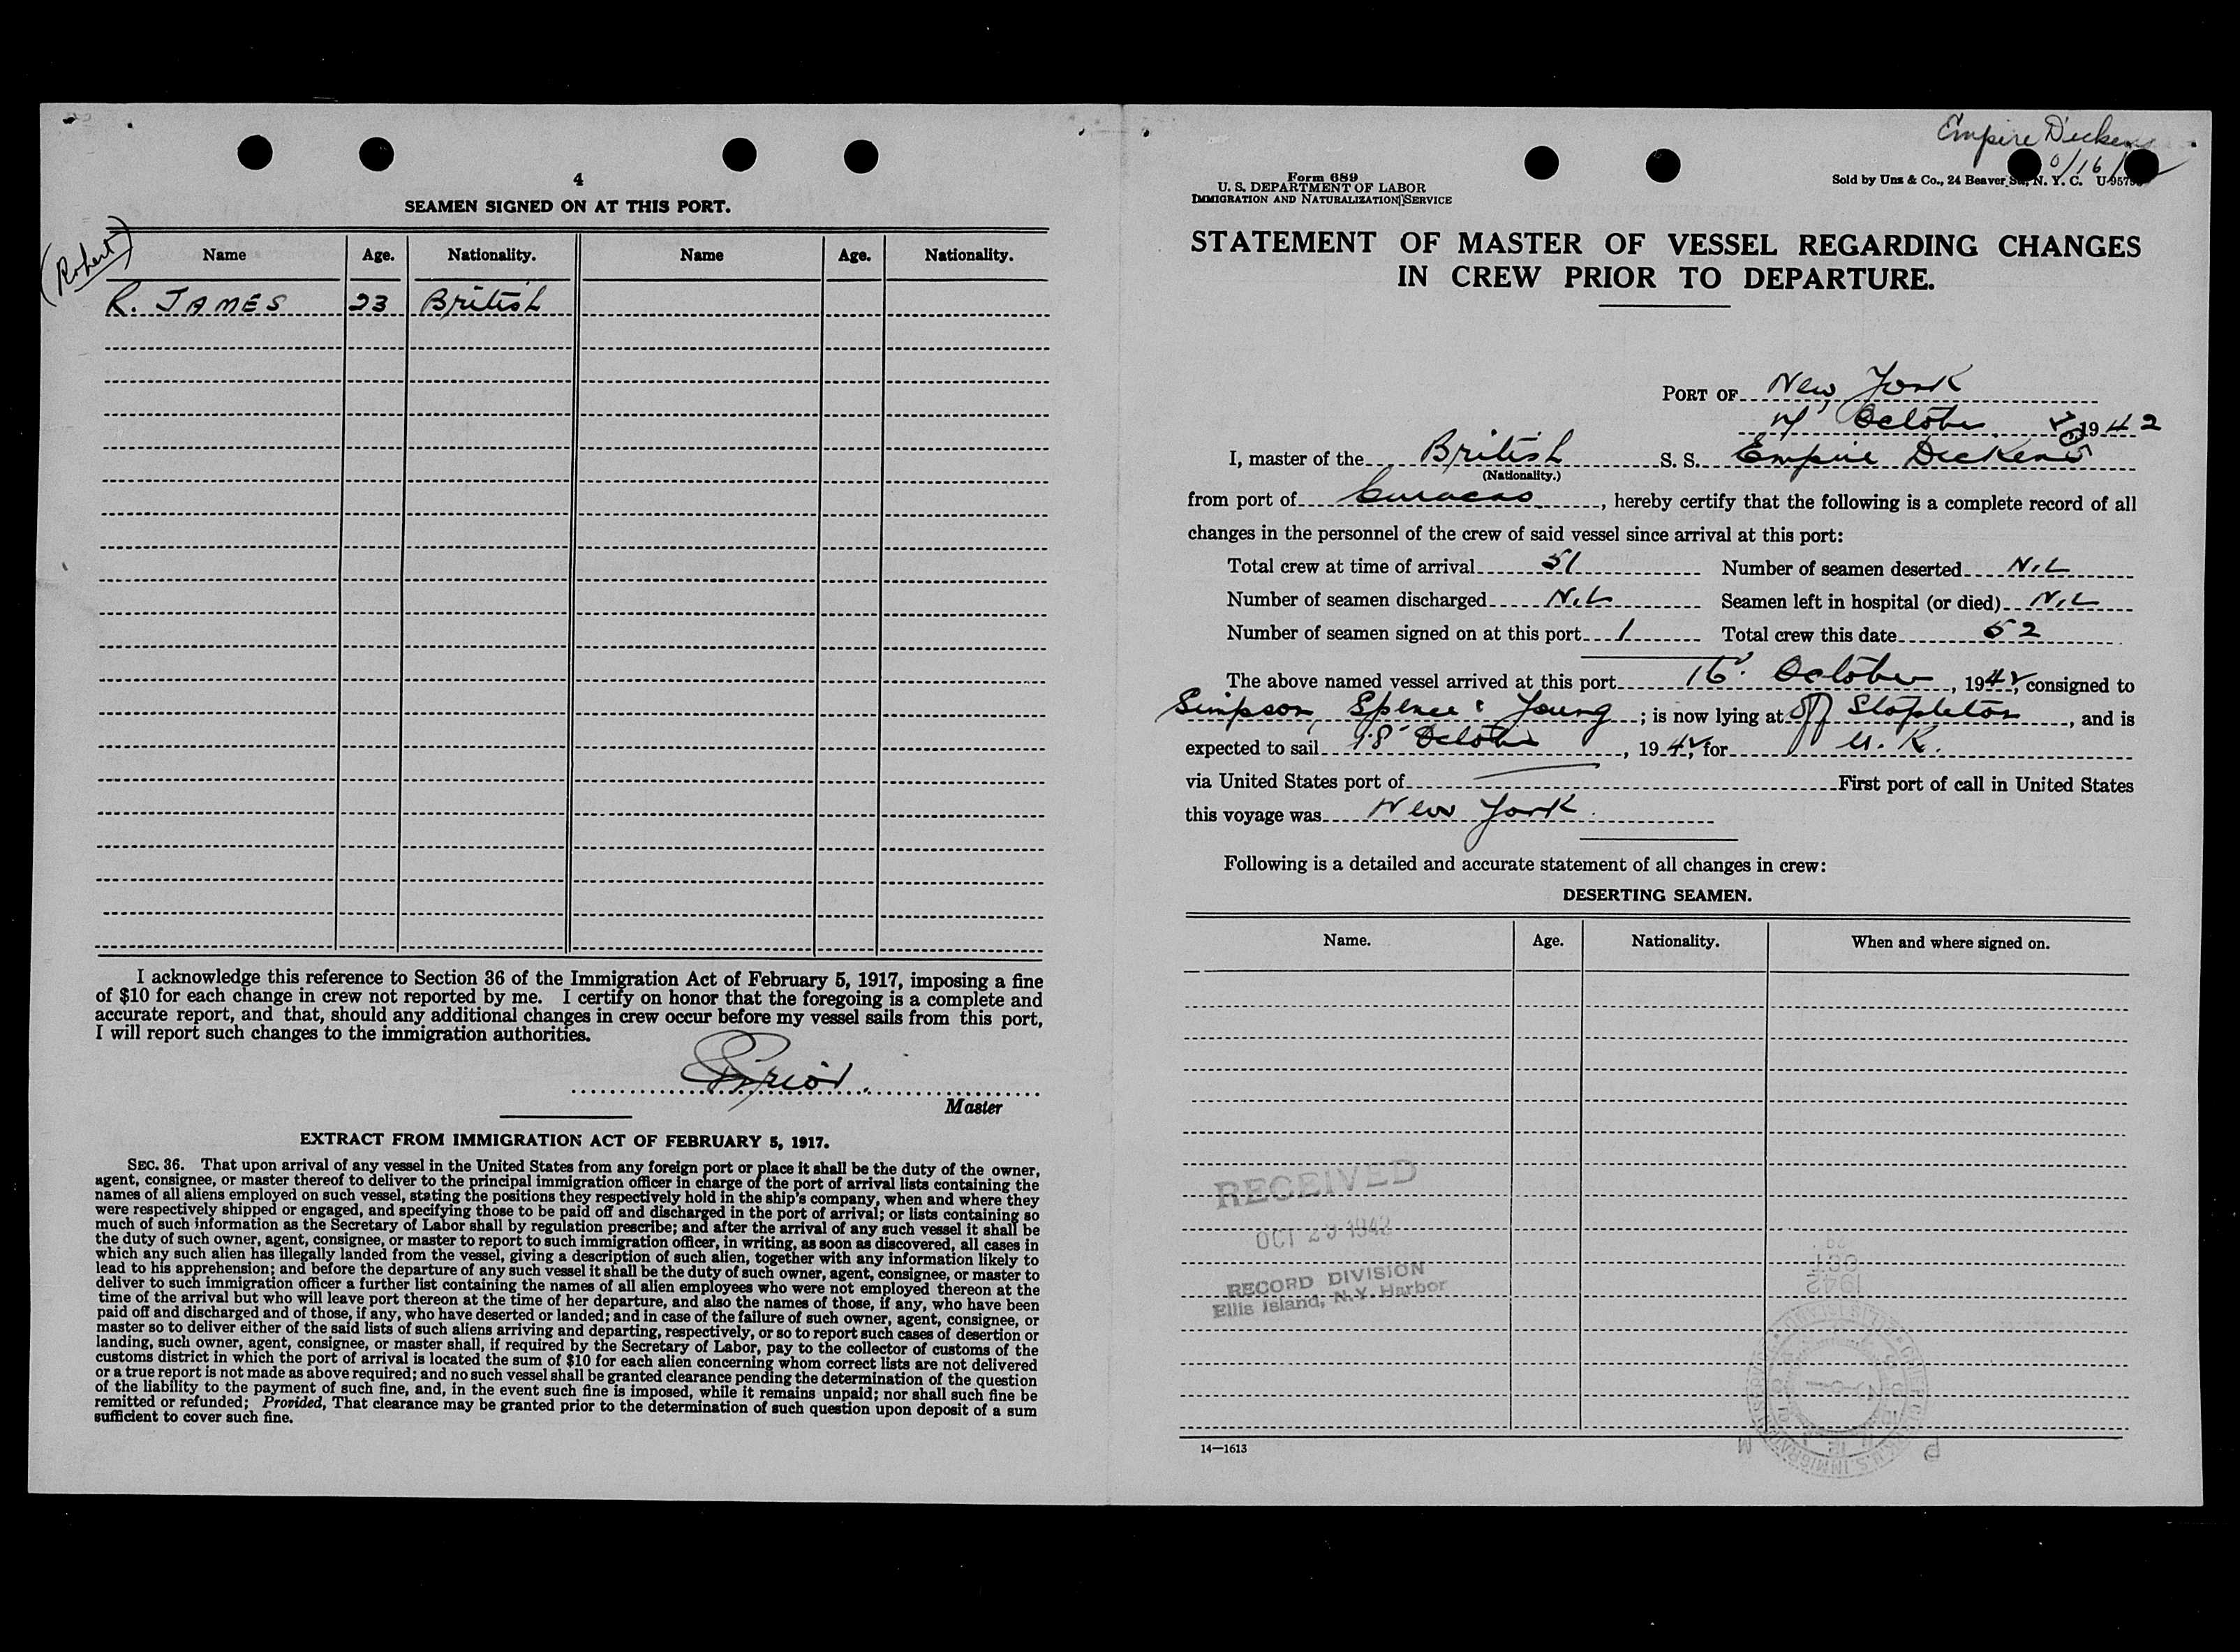 4
SEAMEN SIGNED ON AT THIS PORT.
(Robert)
Name Age. Nationality. Name Age. Nationality.
R. JAMES 23 British
I acknowledge this reference to Section 36 of the Immigration Act of February 5, 1917, imposing a fine
of $10 for each change in crew not reported by me. I certify on honor that the foregoing is a complete and
accurate report, and that, should any additional changes in crew occur before my vessel sails from this port,
I will report such changes to the immigration authorities.
Prior
Master
EXTRACT FROM IMMIGRATION ACT OF FEBRUARY 5, 1917.
SEC. 36. That upon arrival of any vessel in the United States from any foreign port or place it shall be the duty of the owner,
agent, consignee, or master thereof to deliver to the principal immigration officer in charge of the port of arrival lists containing the
names of all aliens employed on such vessel, stating the positions they respectively hold in the ship's company, when and where they
were respectively shipped or engaged, and specifying those to be paid off and discharged in the port of arrival; or lists containing so
much of such information as the Secretary of Labor shall by regulation prescribe; and after the arrival of any such vessel it shall be
the duty of such owner, agent, consignee, or master to report to such immigration officer, in writing, as soon as discovered, all cases in
which any such alien has illegally landed from the vessel, giving a description of such alien, together with any information likely to
lead to his apprehension; and before the departure of any such vessel it shall be the duty of such owner, agent, consignee, or master to
deliver to such immigration officer a further list containing the names of all alien employees who were not employed thereon at the
time of the arrival but who will leave port thereon at the time of her departure, and also the names of those, if any, who have been
paid off and discharged and of those, if any, who have deserted or landed; and in case of the failure of such owner, agent, consignee, or
master so to deliver either of the said lists of such aliens arriving and departing, respectively, or so to report such cases of desertion or
landing, such owner, agent, consignee, or master shall, if required by the Secretary of Labor, pay to the collector of customs of the
customs district in which the port of arrival is located the sum of $10 for each alien concerning whom correct lists are not delivered
or a true report is not made as above required; and no such vessel shall be granted clearance pending the determination of the question
of the liability to the payment of such fine, and, in the event such fine is imposed, while it remains unpaid; nor shall such fine be
remitted or refunded; Provided, That clearance may be granted prior to the determination of such question upon deposit of a sum
sufficient to cover such fine.
Empire Dickens
0/16/
Form 689
U. S. DEPARTMENT OF LABOR
IMMIGRATION AND NATURALIZATION SERVICE
Sold by Unz & Co., 24 Beaver St., N. Y. C.
STATEMENT OF MASTER OF VESSEL REGARDING CHANGES
IN CREW PRIOR TO DEPARTURE.
PORT OF New York
October 1942
I, master of the British S. S. Empire Dickens
(Nationality.)
from port of Curacao, hereby certify that the following is a complete record of all
changes in the personnel of the crew of said vessel since arrival at this port:
Total crew at time of arrival 51 Number of seamen deserted NIL
Number of seamen discharged NIL Seamen left in hospital (or died) NIL
Number of seamen signed on at this port 1 Total crew this date 52
The above named vessel arrived at this port 16 October, 1942, consigned to
Simpson, Spence & Young; is now lying at off Stapleton, and is
expected to sail 18 October, 1942, for U. K.
via United States port of First port of call in United States
this voyage was New York
Following is a detailed and accurate statement of all changes in crew:
DESERTING SEAMEN.
Name. Age. Nationality. When and where signed on.
RECEIVED
OCT 29 1942
RECORD DIVISION
Ellis Island, N.Y. Harbor
OCT
1942
14—1613